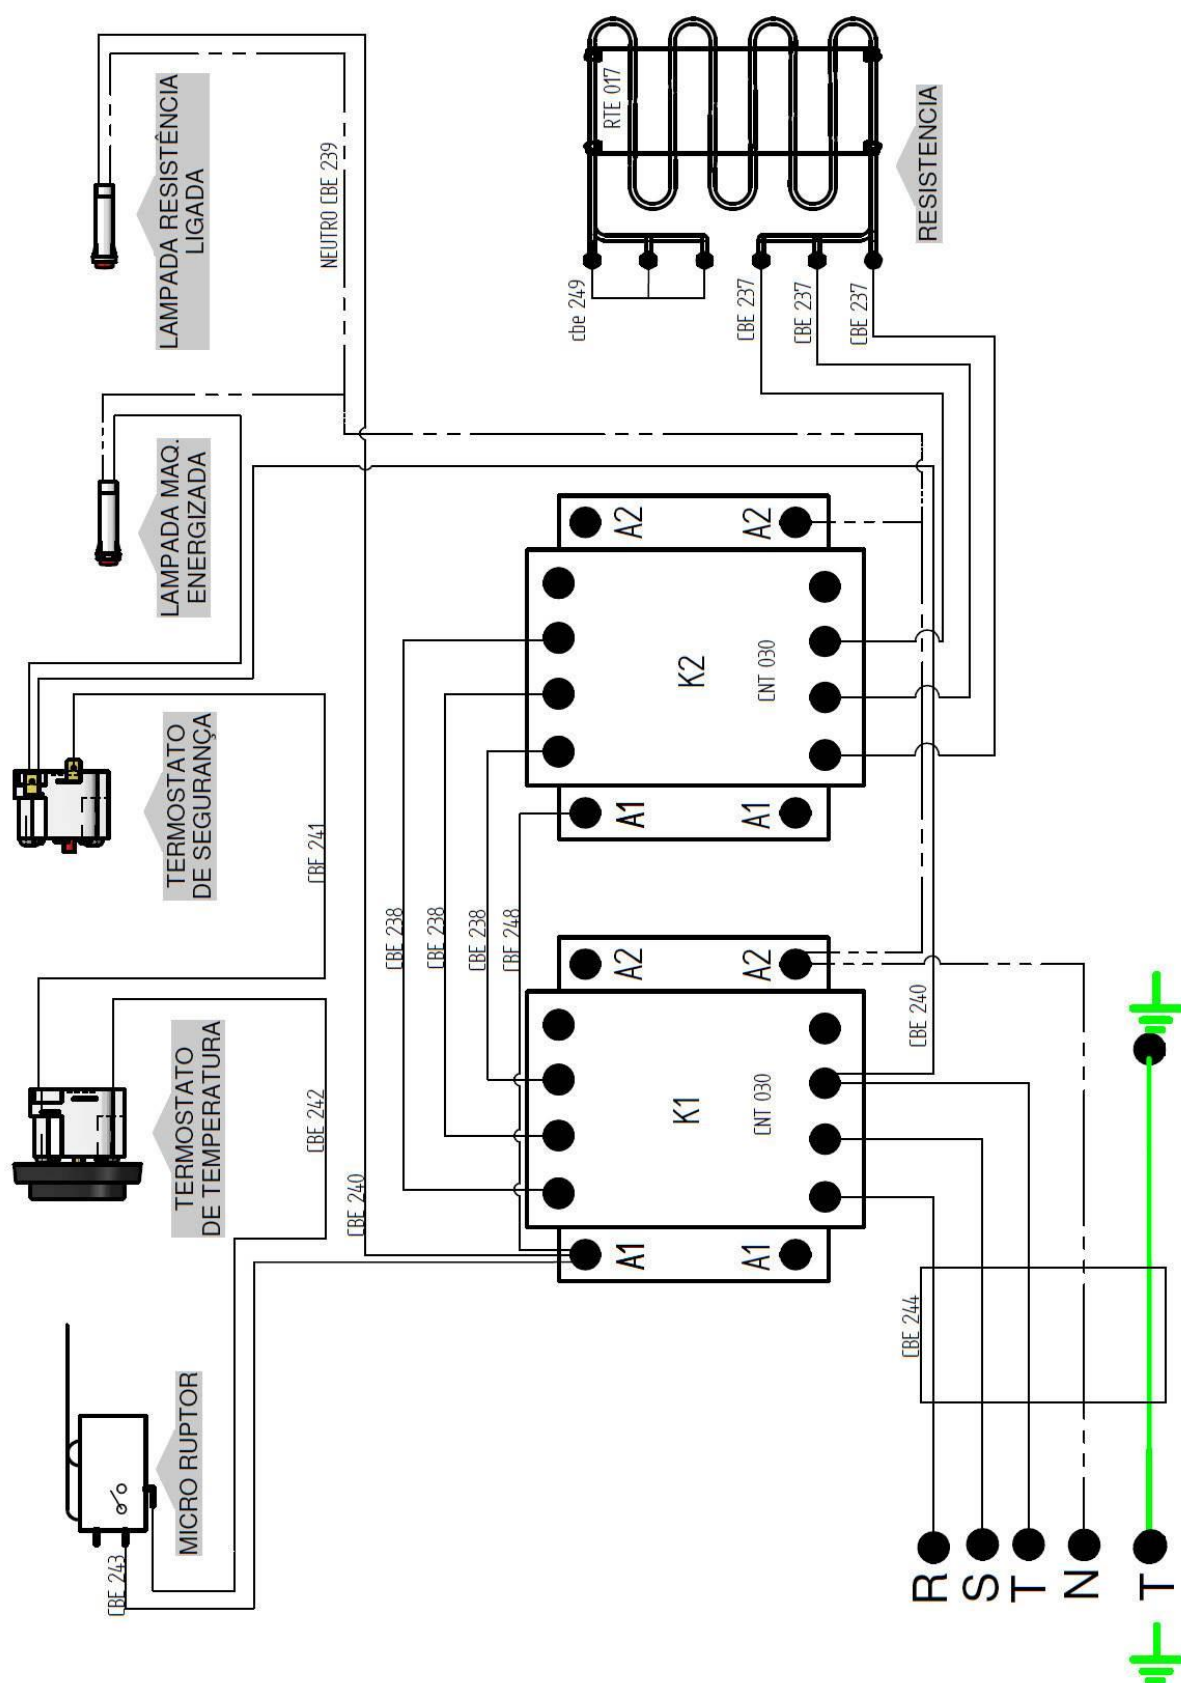 LAMPADA RESISTÊNCIA
LIGADA
NEUTRO CBE 239
RTE 017
RESISTENCIA
cbe 249
CBE 237
CBE 237
CBE 237
LAMPADA MAQ.
ENERGIZADA
A2
A2
K2
CNT 030
A1
A1
TERMOSTATO
DE SEGURANÇA
CBE 241
CBE 238
CBE 238
CBE 238
CBE 248
A2
A2
K1
CNT 030
CBE 240
A1
A1
TERMOSTATO
DE TEMPERATURA
CBE 242
CBE 240
MICRO RUPTOR
CBE 243
CBE 244
R
S
T
N
T